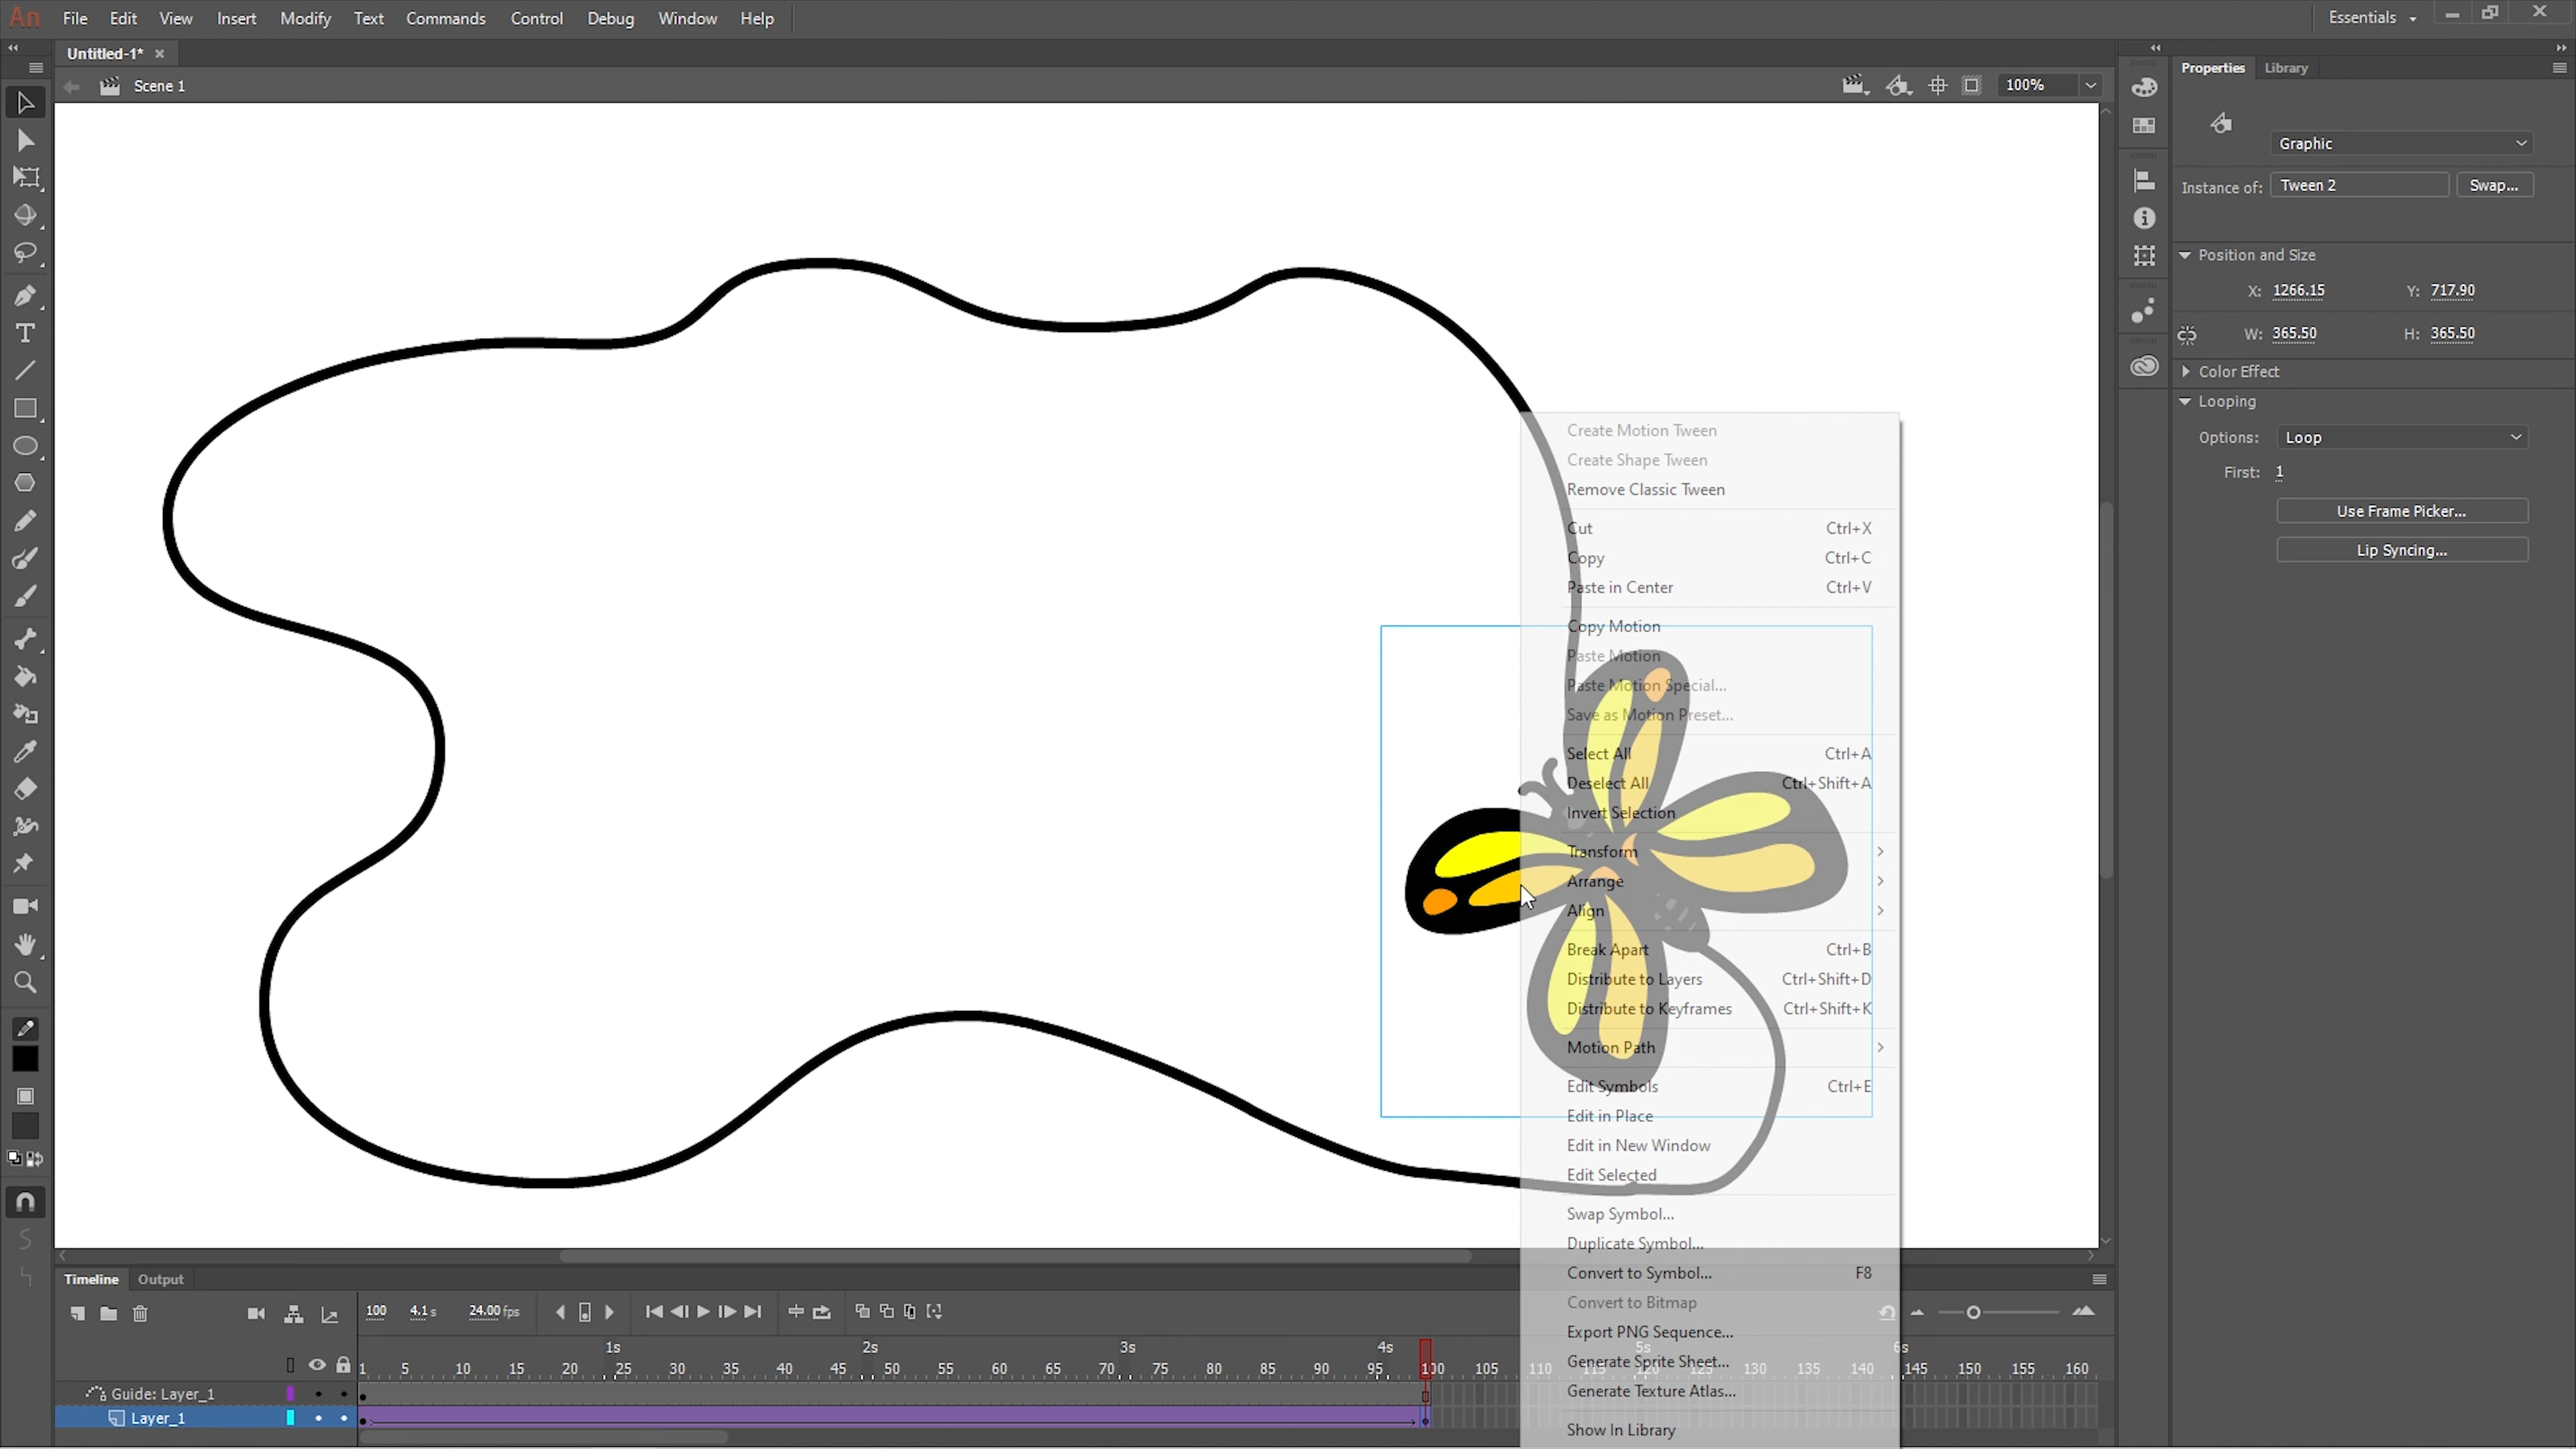 An File Edit View Insert Modify Text Commands Control Debug Window Help Essentials
Untitled-1*
Scene 1 100%
Properties Library
Graphic
Instance of: Tween 2 Swap...
Position and Size
X: 1266.15 Y: 717.90
W: 365.50 H: 365.50
Color Effect
Looping
Options: Loop
First: 1
Use Frame Picker...
Lip Syncing...
Create Motion Tween
Create Shape Tween
Remove Classic Tween
Cut Ctrl+X
Copy Ctrl+C
Paste in Center Ctrl+V
Copy Motion
Paste Motion
Paste Motion Special...
Save as Motion Preset...
Select All Ctrl+A
Deselect All Ctrl+Shift+A
Invert Selection
Transform
Arrange
Align
Break Apart Ctrl+B
Distribute to Layers Ctrl+Shift+D
Distribute to Keyframes Ctrl+Shift+K
Motion Path
Edit Symbols Ctrl+E
Edit in Place
Edit in New Window
Edit Selected
Swap Symbol...
Duplicate Symbol...
Convert to Symbol... F8
Convert to Bitmap
Export PNG Sequence...
Generate Sprite Sheet...
Generate Texture Atlas...
Show In Library
Timeline Output
100 4.1 s 24.00 fps
1s 2s 3s 4s 5s 6s
1 5 10 15 20 25 30 35 40 45 50 55 60 65 70 75 80 85 90 95 100 105 110 115 120 125 130 135 140 145 150 155 160
Guide: Layer_1
Layer_1